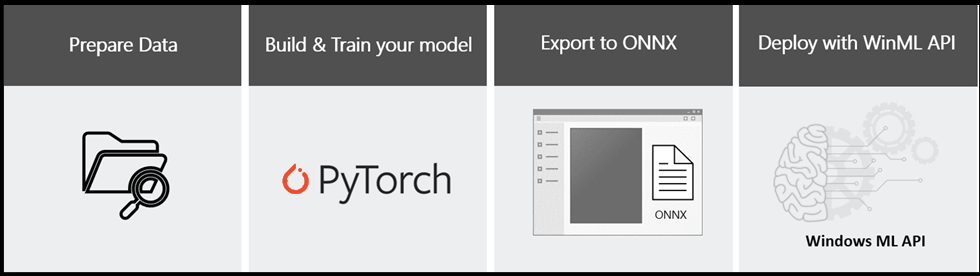 Prepare Data
Build & Train your model
Export to ONNX
Deploy with WinML API
PyTorch
ONNX
Windows ML API